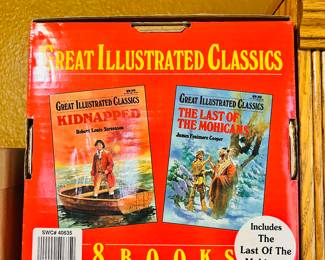 GREAT ILLUSTRATED CLASSICS
GREAT ILLUSTRATED CLASSICS
KIDNAPPED
Robert Louis Stevenson
GREAT ILLUSTRATED CLASSICS
THE LAST OF
THE MOHICANS
James Fenimore Cooper
SWC# 40635
8 BOOKS
Includes
The
Last Of The